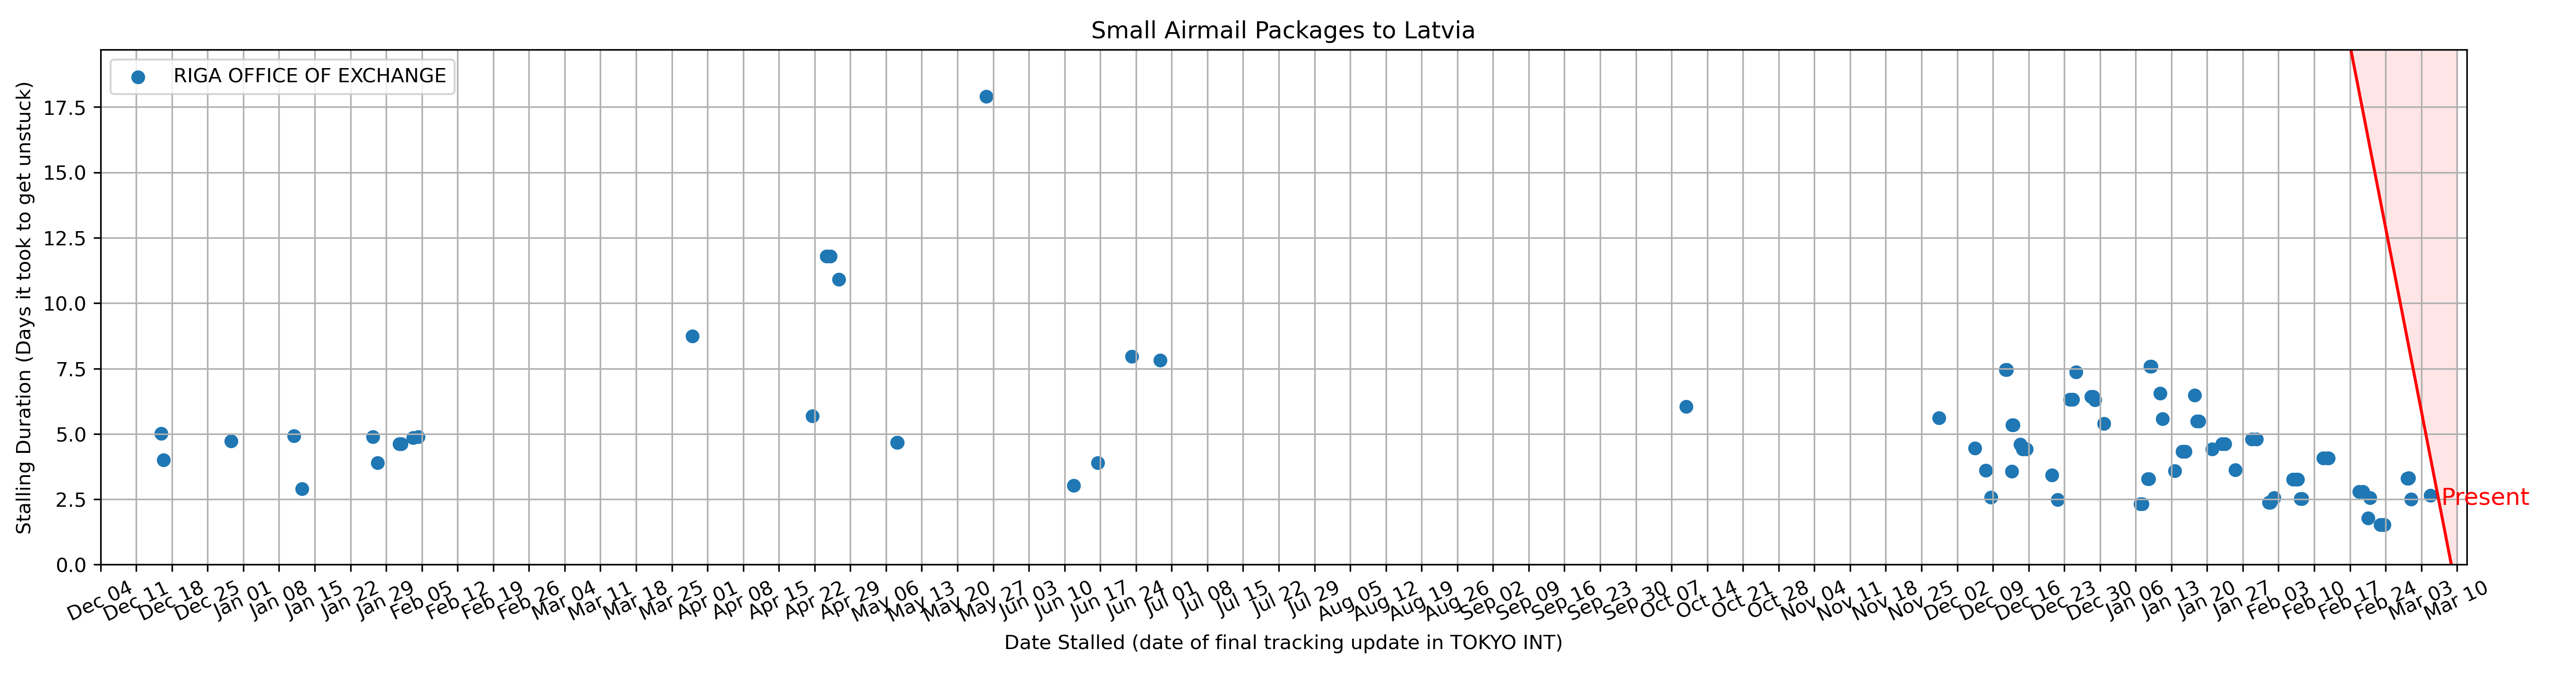 Small Airmail Packages to Latvia
RIGA OFFICE OF EXCHANGE
Stalling Duration (Days it took to get unstuck)
17.5
15.0
12.5
10.0
7.5
5.0
2.5
0.0
Present
Dec 04 Dec 11 Dec 18 Dec 25 Jan 01 Jan 08 Jan 15 Jan 22 Jan 29 Feb 05 Feb 12 Feb 19 Feb 26 Mar 04 Mar 11 Mar 18 Mar 25 Apr 01 Apr 08 Apr 15 Apr 22 Apr 29 May 06 May 13 May 20 May 27 Jun 03 Jun 10 Jun 17 Jun 24 Jul 01 Jul 08 Jul 15 Jul 22 Jul 29 Aug 05 Aug 12 Aug 19 Aug 26 Sep 02 Sep 09 Sep 16 Sep 23 Sep 30 Oct 07 Oct 14 Oct 21 Oct 28 Nov 04 Nov 11 Nov 18 Nov 25 Dec 02 Dec 09 Dec 16 Dec 23 Dec 30 Jan 06 Jan 13 Jan 20 Jan 27 Feb 03 Feb 10 Feb 17 Feb 24 Mar 03 Mar 10
Date Stalled (date of final tracking update in TOKYO INT)